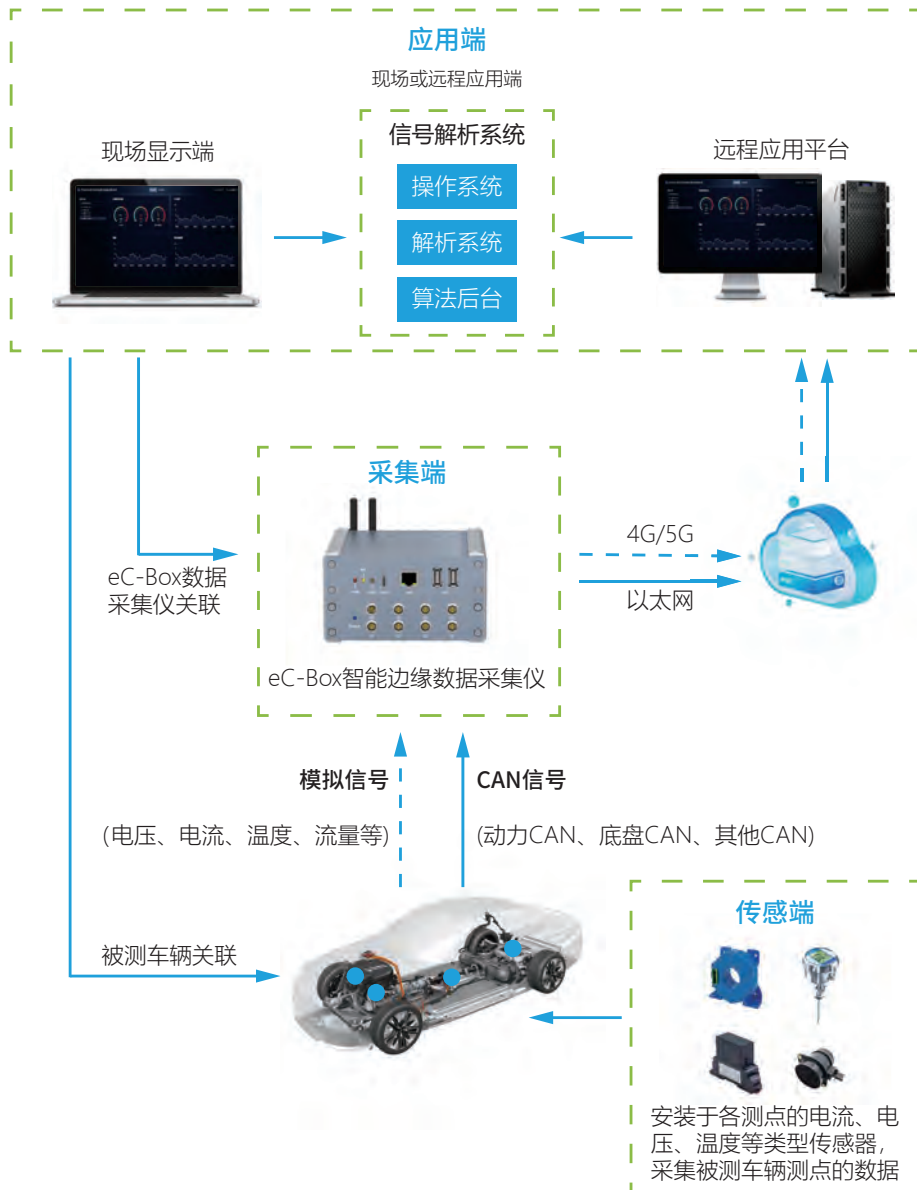 应用端
现场或远程应用端
现场显示端
信号解析系统
操作系统
解析系统
算法后台
远程应用平台
采集端
eC-Box数据
采集仪关联
eC-Box智能边缘数据采集仪
4G/5G
以太网
模拟信号
(电压、电流、温度、流量等)
CAN信号
(动力CAN、底盘CAN、其他CAN)
被测车辆关联
传感端
安装于各测点的电流、电
压、温度等类型传感器，
采集被测车辆测点的数据